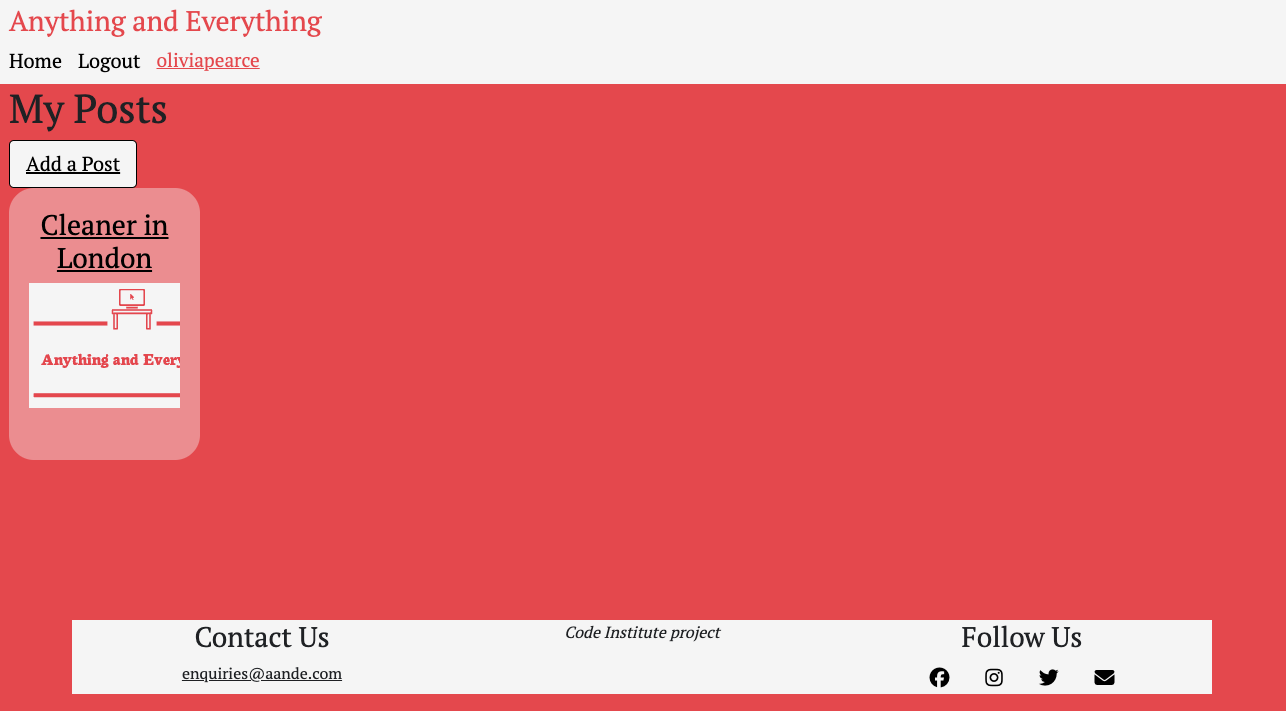 Anything and Everything
Home Logout oliviapearce
My Posts
Add a Post
Cleaner in
London
Anything and Every
Contact Us
enquiries@aande.com
Code Institute project
Follow Us